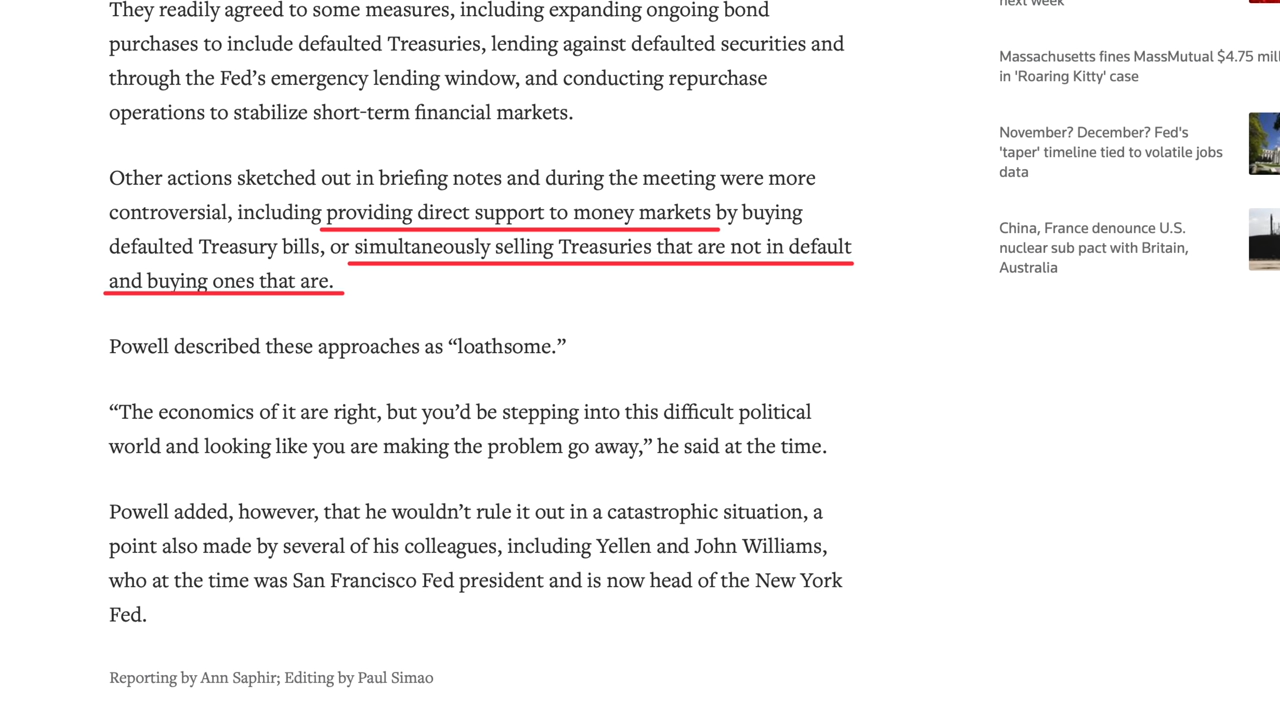 They readily agreed to some measures, including expanding ongoing bond
purchases to include defaulted Treasuries, lending against defaulted securities and
through the Fed’s emergency lending window, and conducting repurchase
operations to stabilize short-term financial markets.
Other actions sketched out in briefing notes and during the meeting were more
controversial, including providing direct support to money markets by buying
defaulted Treasury bills, or simultaneously selling Treasuries that are not in default
and buying ones that are.
Powell described these approaches as “loathsome.”
“The economics of it are right, but you’d be stepping into this difficult political
world and looking like you are making the problem go away,” he said at the time.
Powell added, however, that he wouldn’t rule it out in a catastrophic situation, a
point also made by several of his colleagues, including Yellen and John Williams,
who at the time was San Francisco Fed president and is now head of the New York
Fed.
Reporting by Ann Saphir; Editing by Paul Simao
next week
Massachusetts fines MassMutual $4.75 mil
in 'Roaring Kitty' case
November? December? Fed's
'taper' timeline tied to volatile jobs
data
China, France denounce U.S.
nuclear sub pact with Britain,
Australia